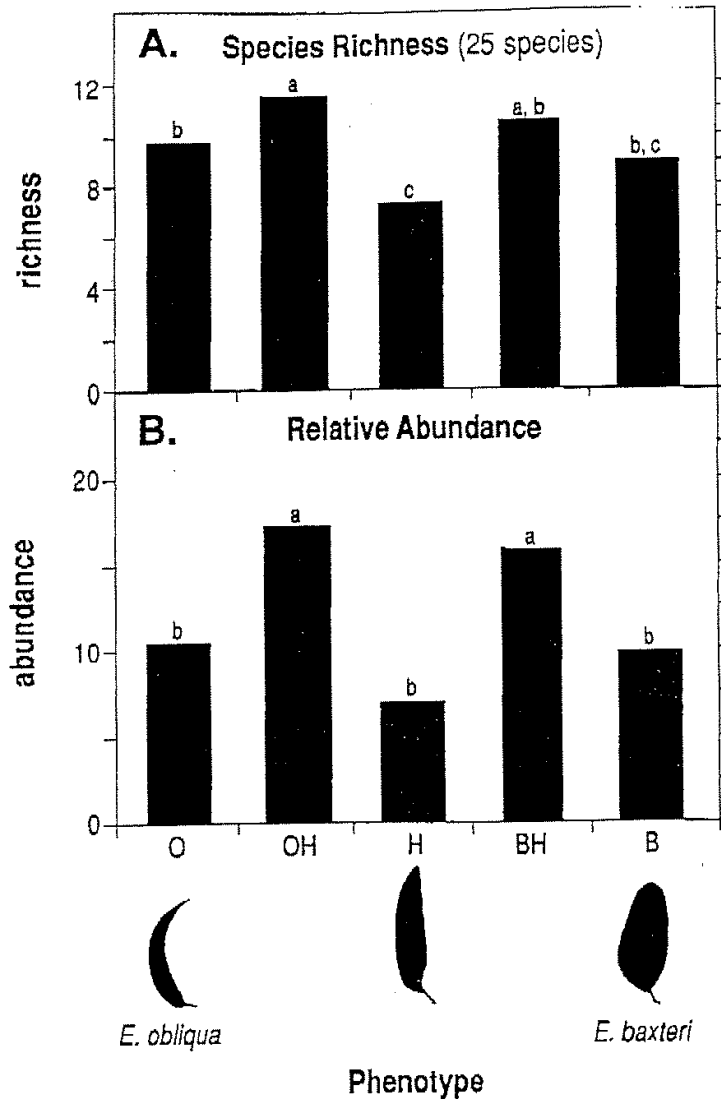 A. Species Richness (25 species)
12
8
4
0
richness
b
a
c
a, b
b, c
B. Relative Abundance
20
10
0
abundance
b
a
b
a
b
O OH H BH B
E. obliqua E. baxteri
Phenotype